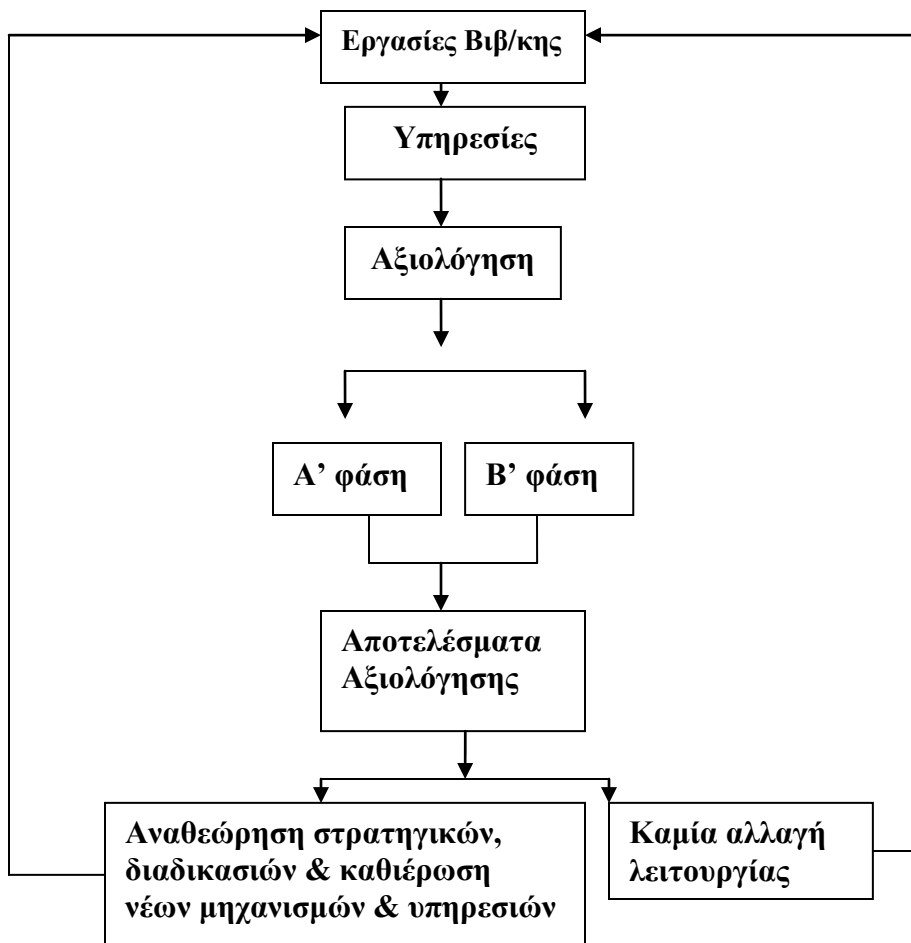 Εργασίες Βιβ/κης
Υπηρεσίες
Αξιολόγηση
Α’ φάση
Β’ φάση
Αποτελέσματα
Αξιολόγησης
Αναθεώρηση στρατηγικών,
διαδικασιών & καθιέρωση
νέων μηχανισμών & υπηρεσιών
Καμία αλλαγή
λειτουργίας